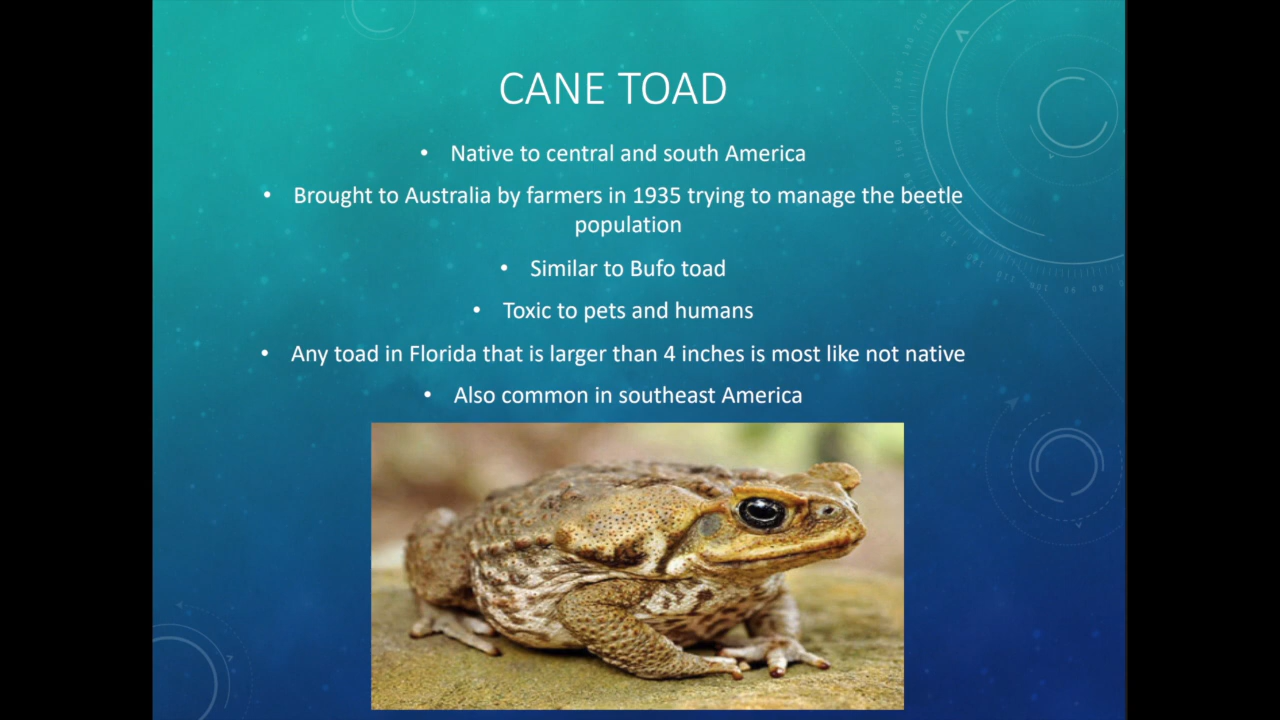 CANE TOAD
• Native to central and south America
• Brought to Australia by farmers in 1935 trying to manage the beetle
population
• Similar to Bufo toad
• Toxic to pets and humans
• Any toad in Florida that is larger than 4 inches is most like not native
• Also common in southeast America